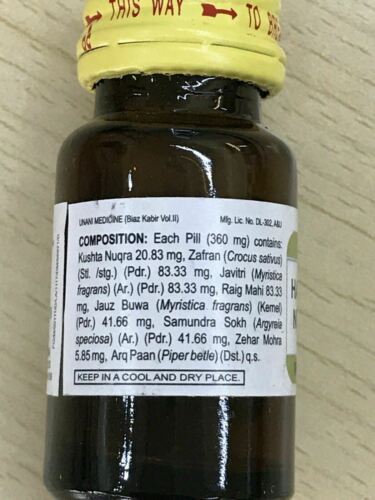 THIS WAY → TO
UNANI MEDICINE (Biaz Kabir Vol.II) Mfg. Lic. No. DL-302, A&U
COMPOSITION: Each Pill (360 mg) contains:
Kushta Nuqra 20.83 mg, Zafran (Crocus sativus)
(Stl. /stg.) (Pdr.) 83.33 mg, Javitri (Myristica
fragrans) (Ar.) (Pdr.) 83.33 mg, Raig Mahi 83.33
mg, Jauz Buwa (Myristica fragrans) (Kernel)
(Pdr.) 41.66 mg, Samundra Sokh (Argyreia
speciosa) (Ar.) (Pdr.) 41.66 mg, Zehar Mohra
5.85 mg, Arq Paan (Piper betle) (Dst.) q.s.
KEEP IN A COOL AND DRY PLACE.